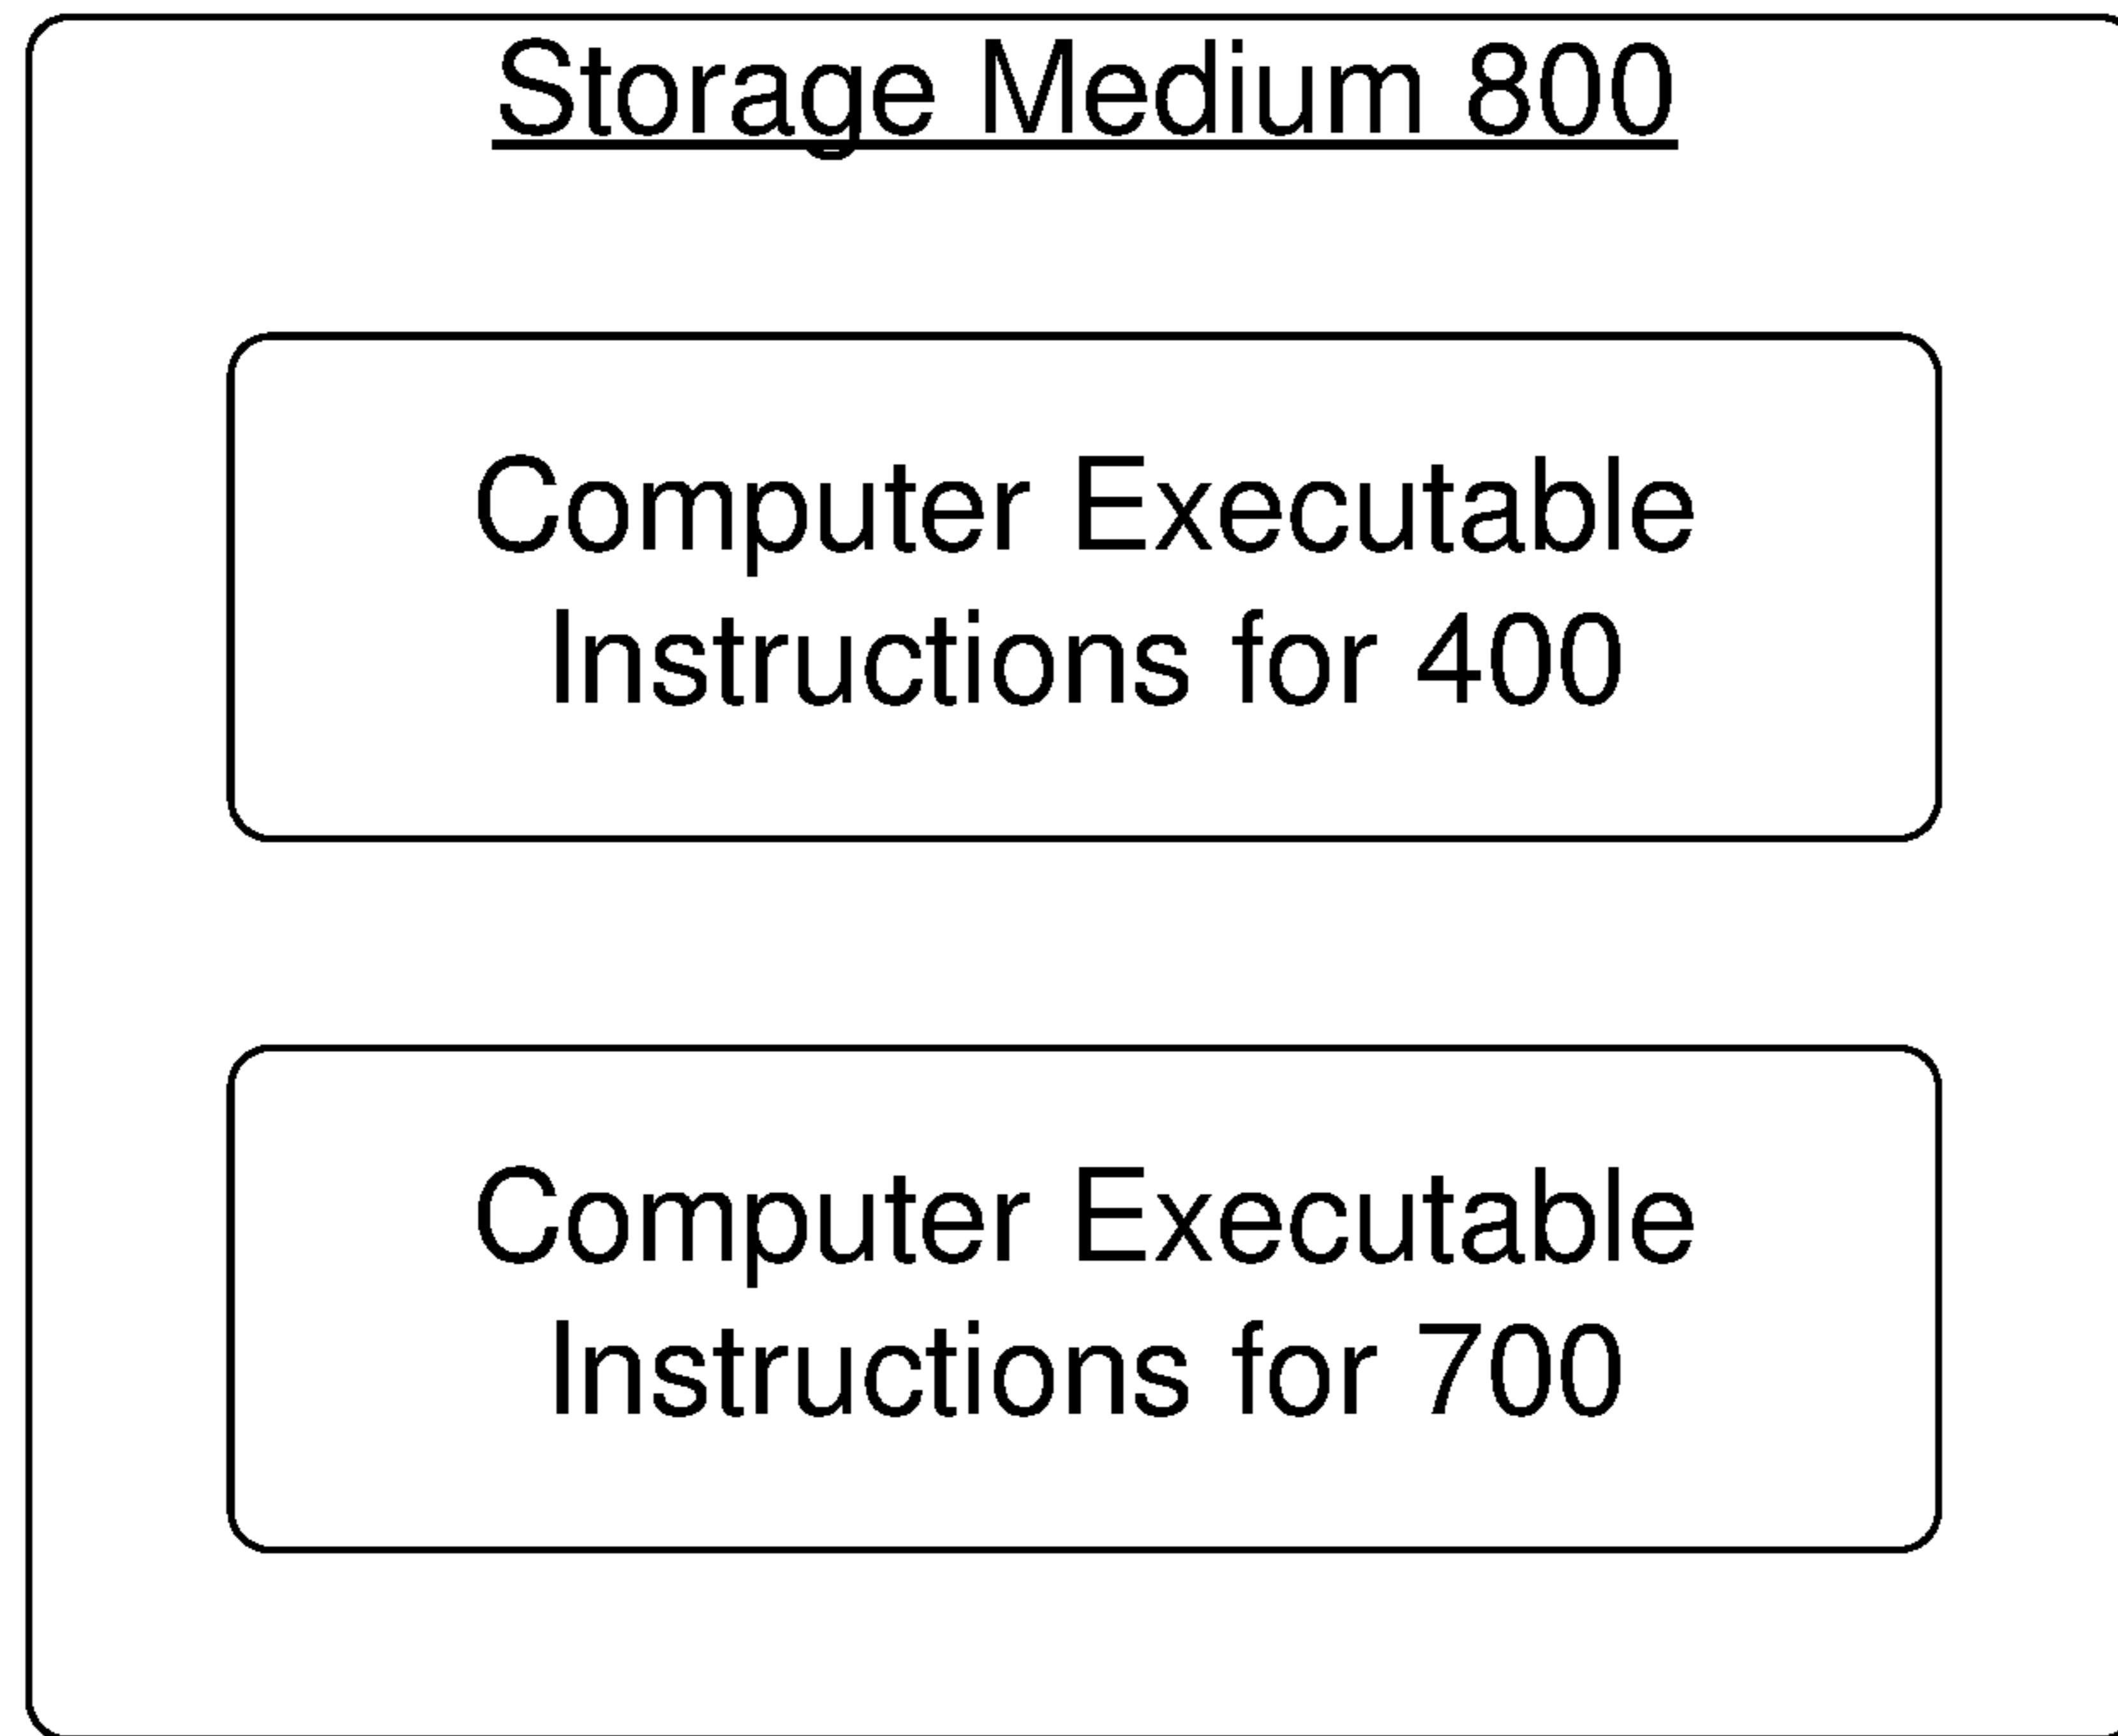 Storage Medium 800
Computer Executable
Instructions for 400
Computer Executable
Instructions for 700